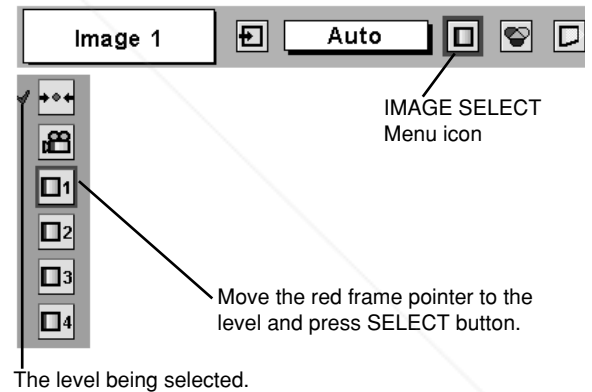 Image 1
Auto
IMAGE SELECT
Menu icon
1
2
3
4
Move the red frame pointer to the
level and press SELECT button.
The level being selected.